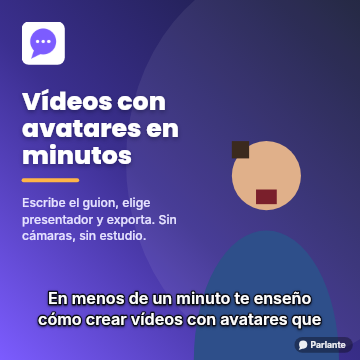 Vídeos con
avatares en
minutos
Escribe el guion, elige
presentador y exporta. Sin
cámaras, sin estudio.
En menos de un minuto te enseño
cómo crear vídeos con avatares que
Parlante